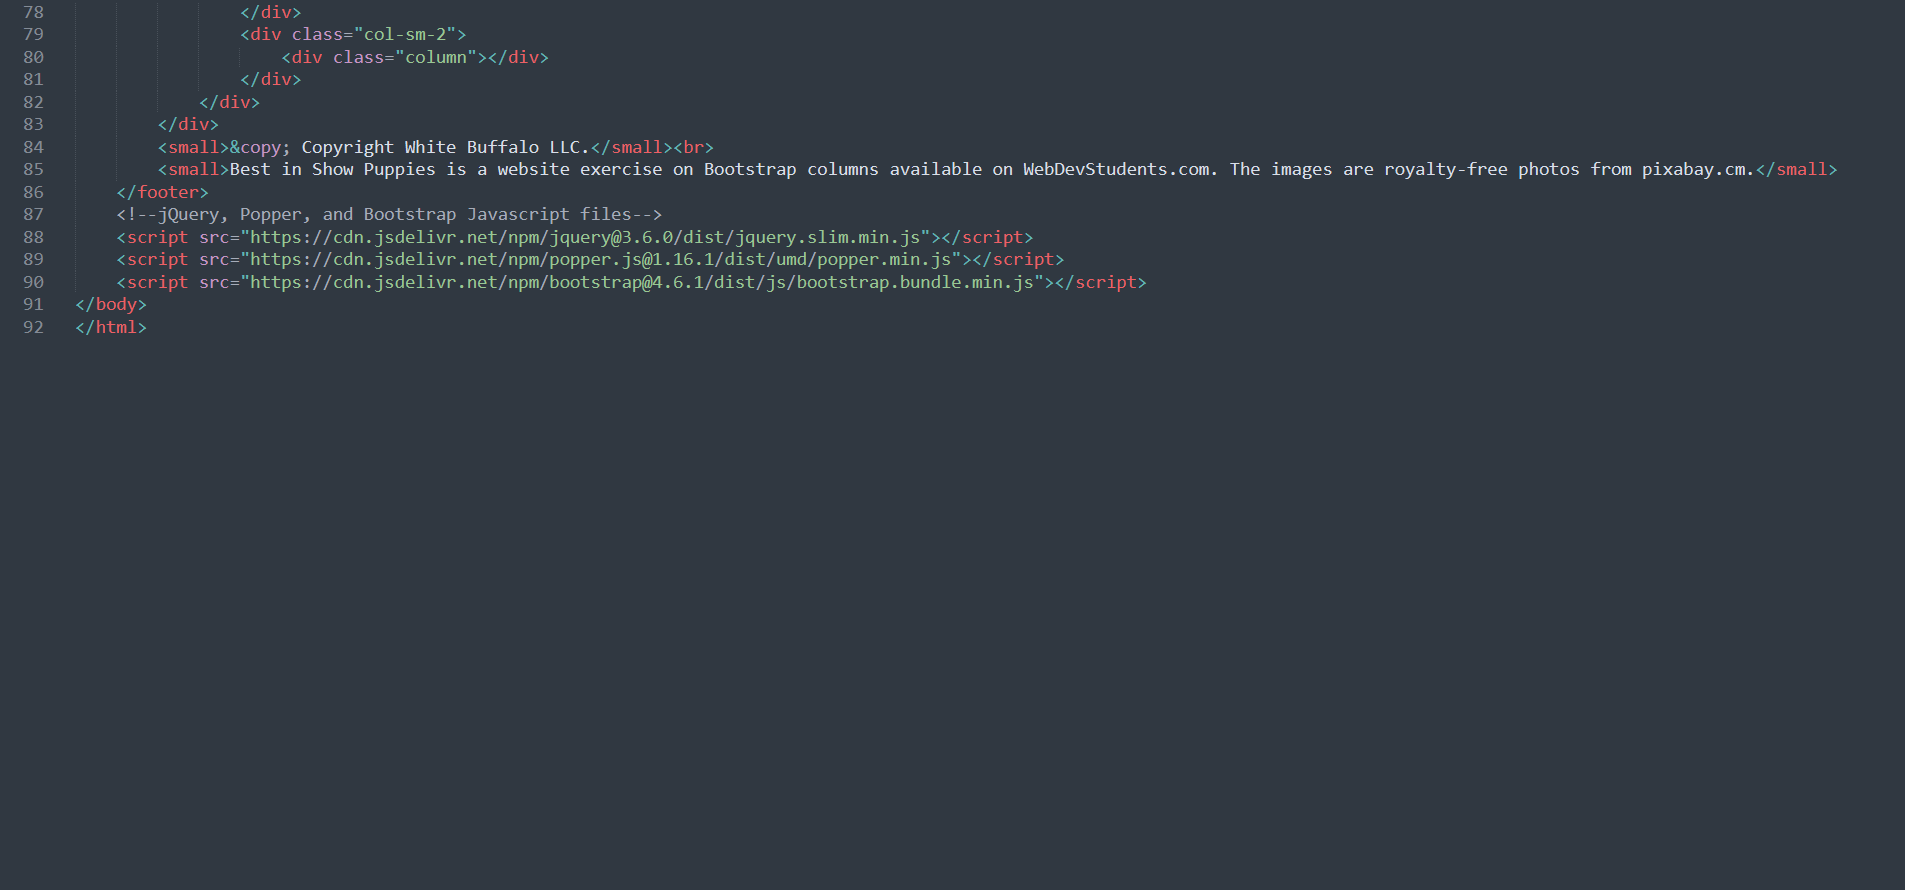 78                </div>
79                <div class="col-sm-2">
80                    <div class="column"></div>
81                </div>
82            </div>
83        </div>
84        <small>&copy; Copyright White Buffalo LLC.</small><br>
85        <small>Best in Show Puppies is a website exercise on Bootstrap columns available on WebDevStudents.com. The images are royalty-free photos from pixabay.cm.</small>
86    </footer>
87    <!--jQuery, Popper, and Bootstrap Javascript files-->
88    <script src="https://cdn.jsdelivr.net/npm/jquery@3.6.0/dist/jquery.slim.min.js"></script>
89    <script src="https://cdn.jsdelivr.net/npm/popper.js@1.16.1/dist/umd/popper.min.js"></script>
90    <script src="https://cdn.jsdelivr.net/npm/bootstrap@4.6.1/dist/js/bootstrap.bundle.min.js"></script>
91 </body>
92 </html>